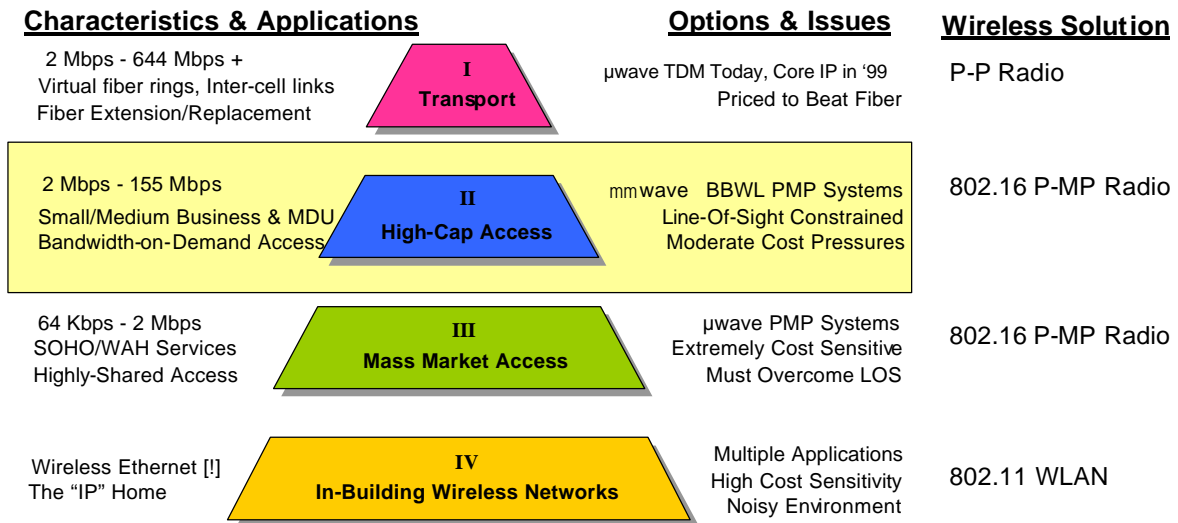 Characteristics & Applications
Options & Issues
Wireless Solution
2 Mbps - 644 Mbps +
Virtual fiber rings, Inter-cell links
Fiber Extension/Replacement
I
Transport
µwave TDM Today, Core IP in ‘99
Priced to Beat Fiber
P-P Radio
2 Mbps - 155 Mbps
Small/Medium Business & MDU
Bandwidth-on-Demand Access
II
High-Cap Access
mmwave BBWL PMP Systems
Line-Of-Sight Constrained
Moderate Cost Pressures
802.16 P-MP Radio
64 Kbps - 2 Mbps
SOHO/WAH Services
Highly-Shared Access
III
Mass Market Access
µwave PMP Systems
Extremely Cost Sensitive
Must Overcome LOS
802.16 P-MP Radio
Wireless Ethernet [!]
The “IP” Home
IV
In-Building Wireless Networks
Multiple Applications
High Cost Sensitivity
Noisy Environment
802.11 WLAN